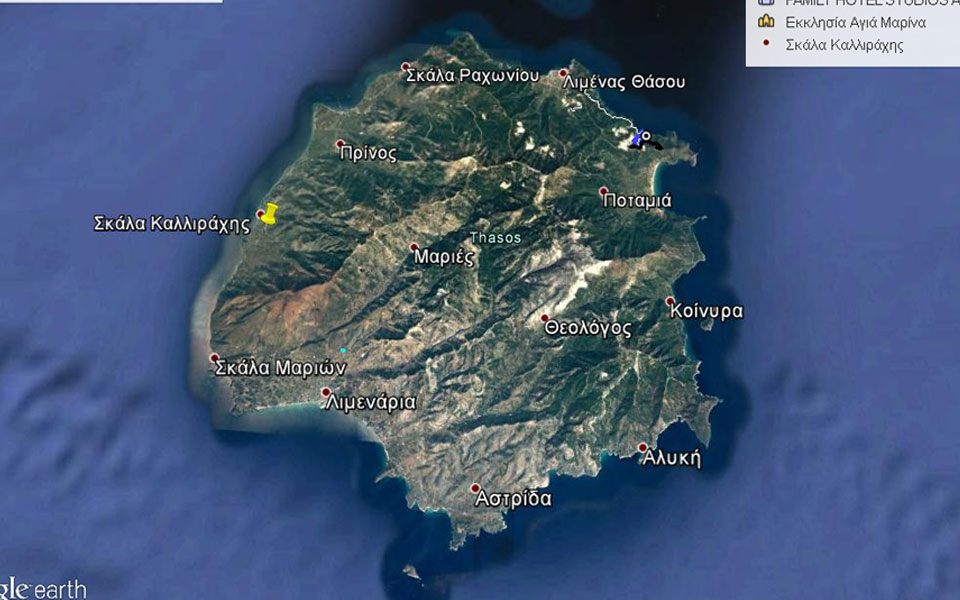 FAMILY HOTEL STUDIOS
Εκκλησία Αγιά Μαρίνα
Σκάλα Καλλιράχης
Σκάλα Ραχωνίου
Λιμένας Θάσου
Πρίνος
Ποταμιά
Σκάλα Καλλιράχης
Thasos
Μαριές
Κοίνυρα
Θεολόγος
Σκάλα Μαριών
Λιμενάρια
Αλυκή
Αστρίδα
gle earth